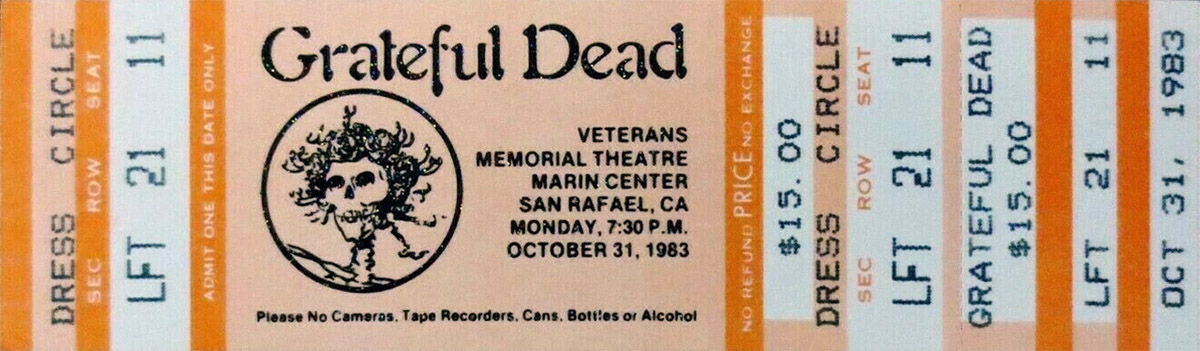 DRESS CIRCLE
SEC ROW SEAT
LFT 21 11
ADMIT ONE THIS DATE ONLY
Grateful Dead
VETERANS
MEMORIAL THEATRE
MARIN CENTER
SAN RAFAEL, CA
MONDAY, 7:30 P.M.
OCTOBER 31, 1983
Please No Cameras, Tape Recorders, Cans, Bottles or Alcohol
NO REFUND PRICE NO EXCHANGE
$15.00
DRESS CIRCLE
SEC ROW SEAT
LFT 21 11
GRATEFUL DEAD
$15.00
LFT 21 11
OCT 31, 1983